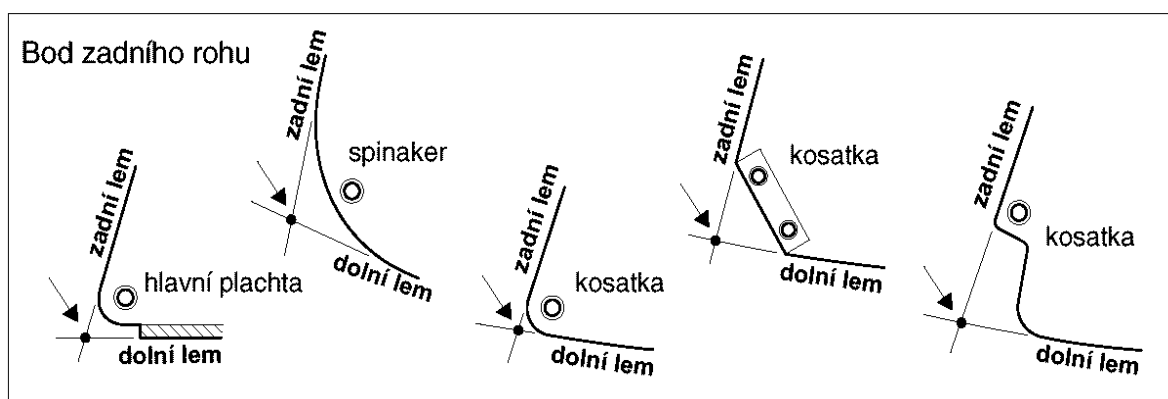 Bod zadního rohu
zadní lem
hlavní plachta
dolní lem
zadní lem
spinaker
dolní lem
zadní lem
kosatka
dolní lem
zadní lem
kosatka
dolní lem
zadní lem
kosatka
dolní lem